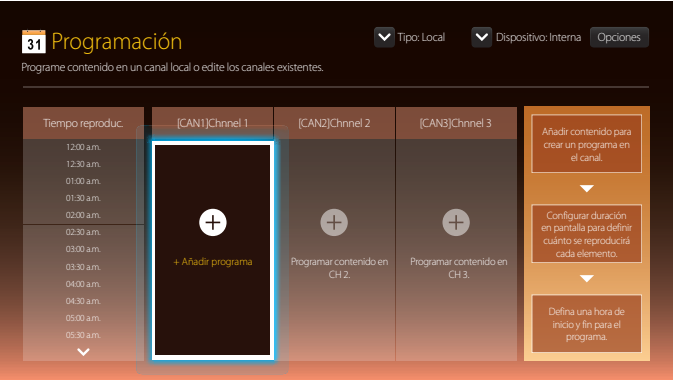 31 Programación
Tipo: Local
Dispositivo: Interna
Opciones
Programe contenido en un canal local o edite los canales existentes.
Tiempo reproduc.
[CAN1]Chnnel 1
[CAN2]Chnnel 2
[CAN3]Chnnel 3
12:00 a.m.
12:30 a.m.
01:00 a.m.
01:30 a.m.
02:00 a.m.
02:30 a.m.
03:00 a.m.
03:30 a.m.
04:00 a.m.
04:30 a.m.
05:00 a.m.
05:30 a.m.
+ Añadir programa
Programar contenido en
CH 2.
Programar contenido en
CH 3.
Añadir contenido para
crear un programa en
el canal.
Configurar duración
en pantalla para definir
cuánto se reproducirá
cada elemento.
Defina una hora de
inicio y fin para el
programa.